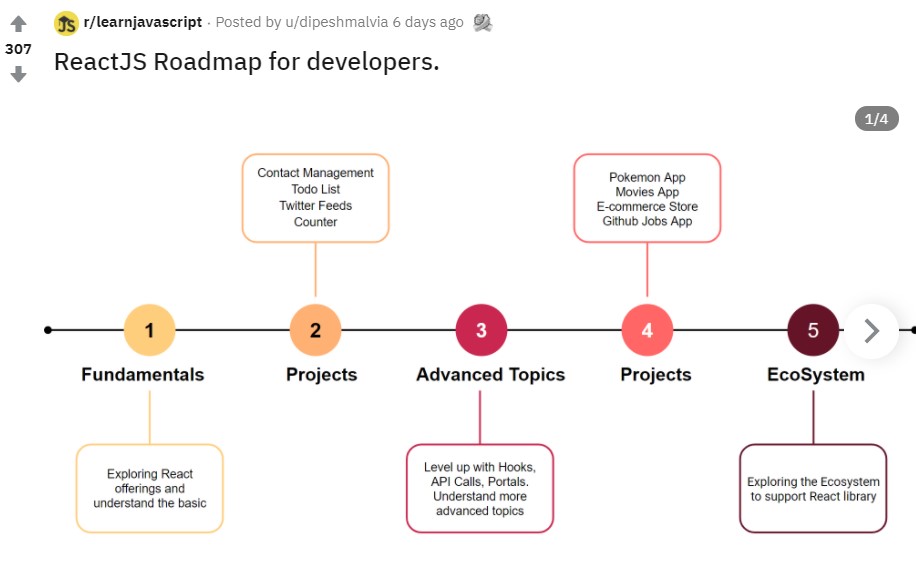 r/learnjavascript · Posted by u/dipeshmalvia 6 days ago
307
ReactJS Roadmap for developers.
1/4
Contact Management
Todo List
Twitter Feeds
Counter
Pokemon App
Movies App
E-commerce Store
Github Jobs App
1
2
3
4
5
Fundamentals
Projects
Advanced Topics
Projects
EcoSystem
Exploring React
offerings and
understand the basic
Level up with Hooks,
API Calls, Portals.
Understand more
advanced topics
Exploring the Ecosystem
to support React library